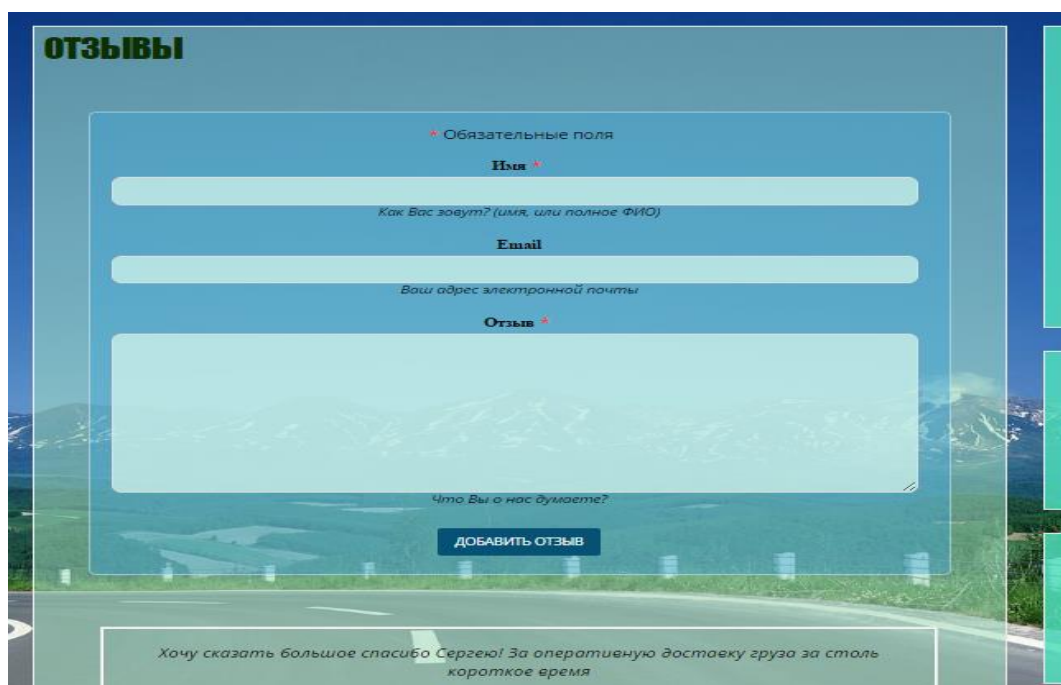 ОТЗЫВЫ
* Обязательные поля
Имя *
Как Вас зовут? (имя, или полное ФИО)
Email
Ваш адрес электронной почты
Отзыв *
Что Вы о нас думаете?
ДОБАВИТЬ ОТЗЫВ
Хочу сказать большое спасибо Сергею! За оперативную доставку груза за столь
короткое время